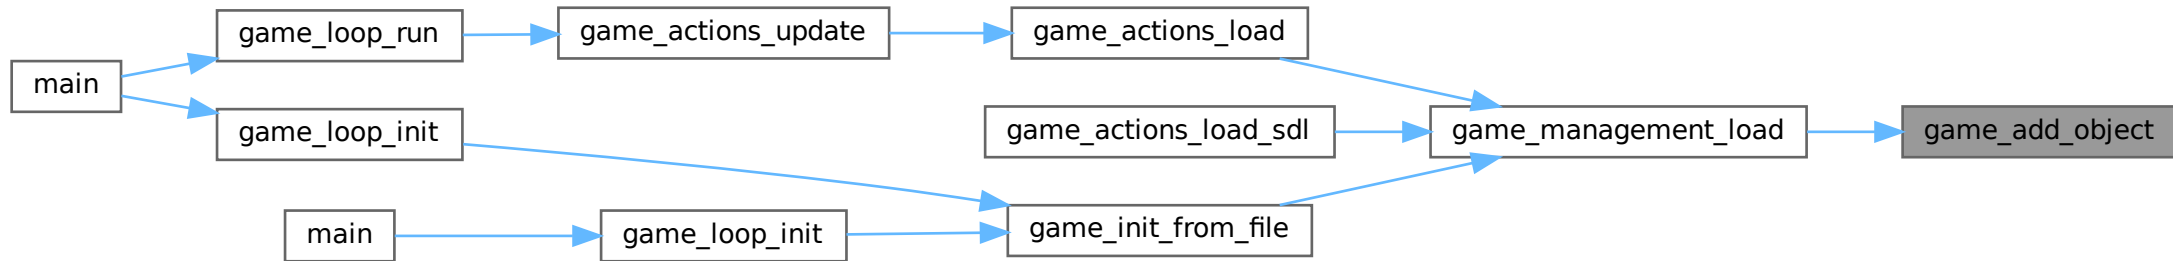 game_loop_run
game_actions_update
game_actions_load
main
game_loop_init
game_actions_load_sdl
game_management_load
game_add_object
main
game_loop_init
game_init_from_file